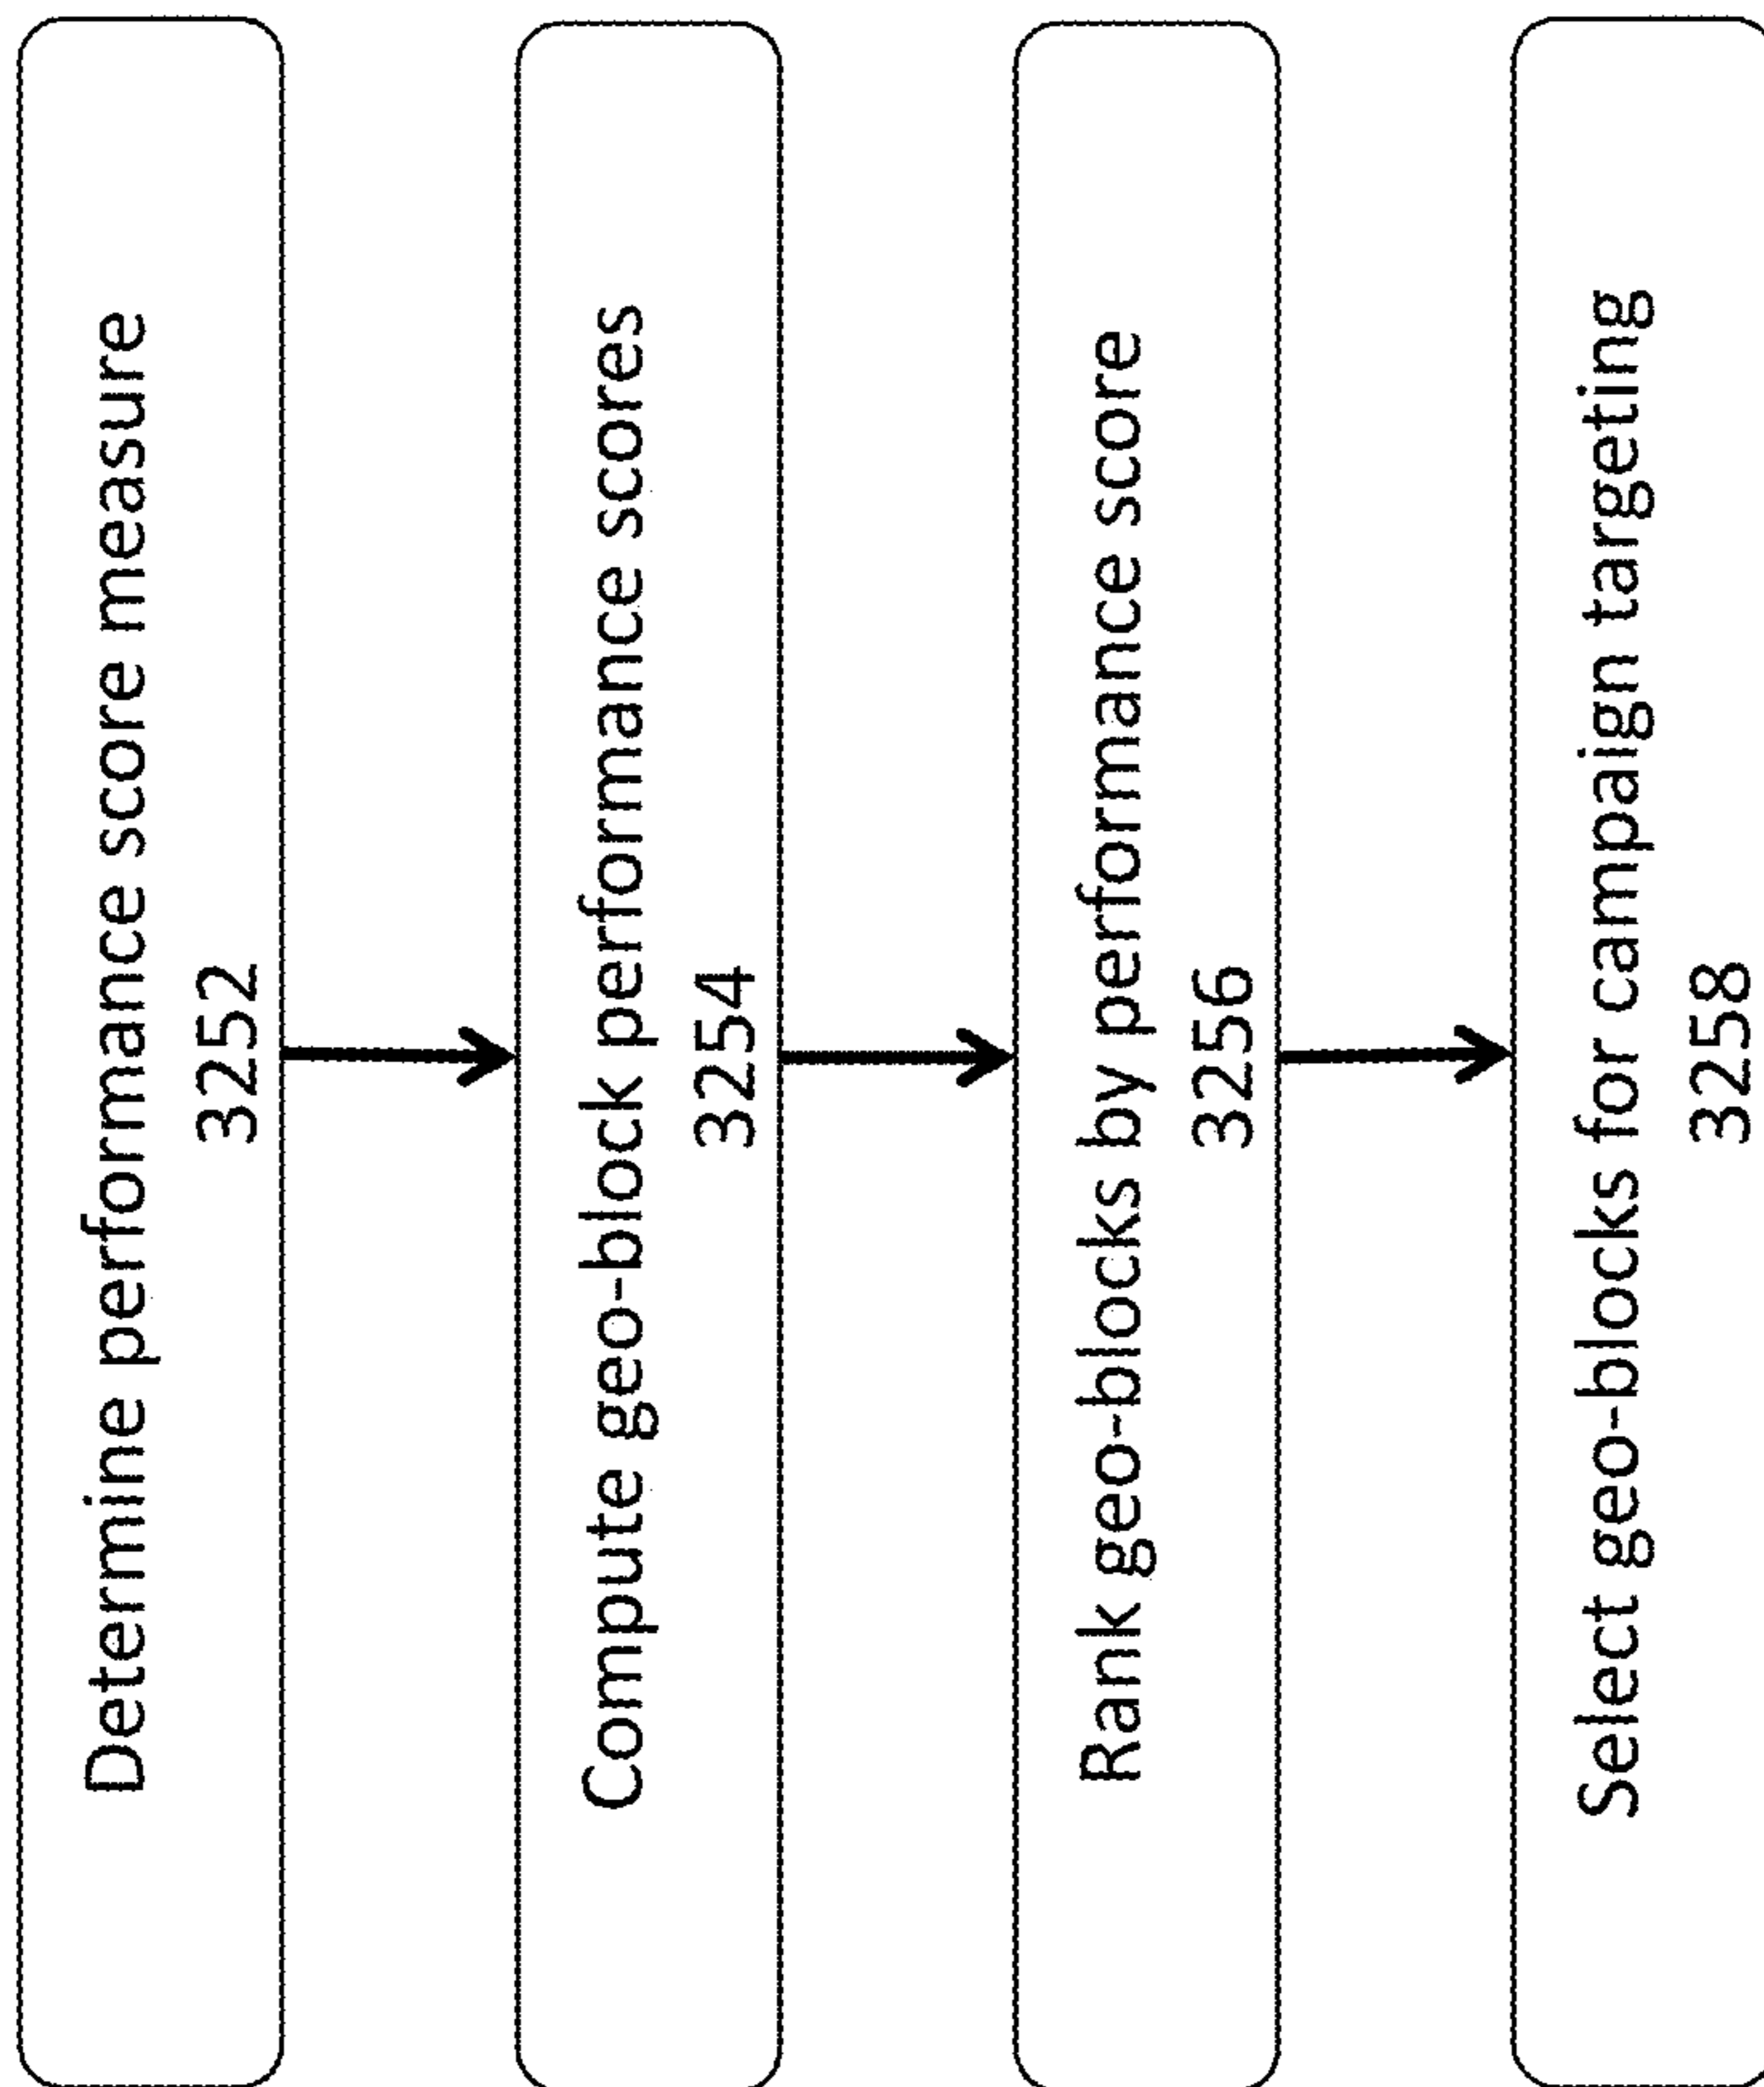 Determine performance score measure
3252
Compute geo-block performance scores
3254
Rank geo-blocks by performance score
3256
Select geo-blocks for campaign targeting
3258